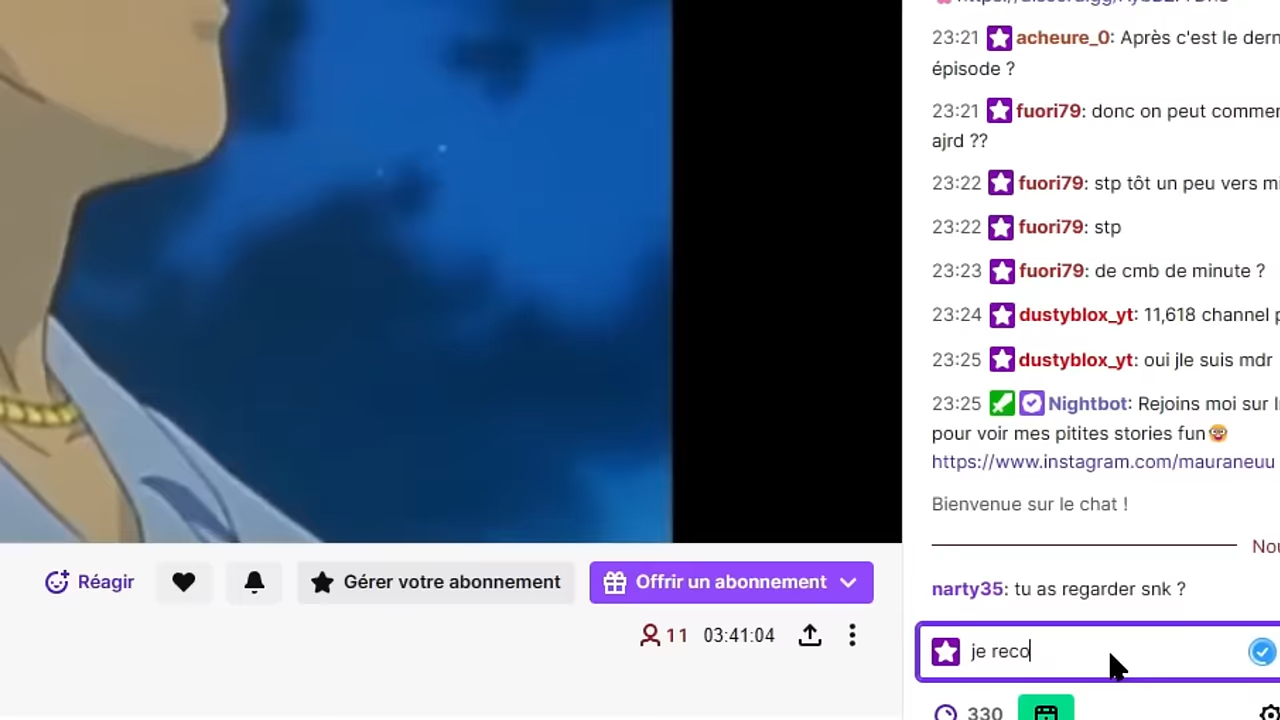 23:21 acheure_0: Après c'est le dern
épisode ?
23:21 fuori79: donc on peut commen
ajrd ??
23:22 fuori79: stp tôt un peu vers mi
23:22 fuori79: stp
23:23 fuori79: de cmb de minute ?
23:24 dustyblox_yt: 11,618 channel p
23:25 dustyblox_yt: oui jle suis mdr
23:25 Nightbot: Rejoins moi sur I
pour voir mes pitites stories fun
https://www.instagram.com/mauraneuu
Bienvenue sur le chat !
Nou
narty35: tu as regarder snk ?
je reco
Réagir
Gérer votre abonnement
Offrir un abonnement
11 03:41:04
330